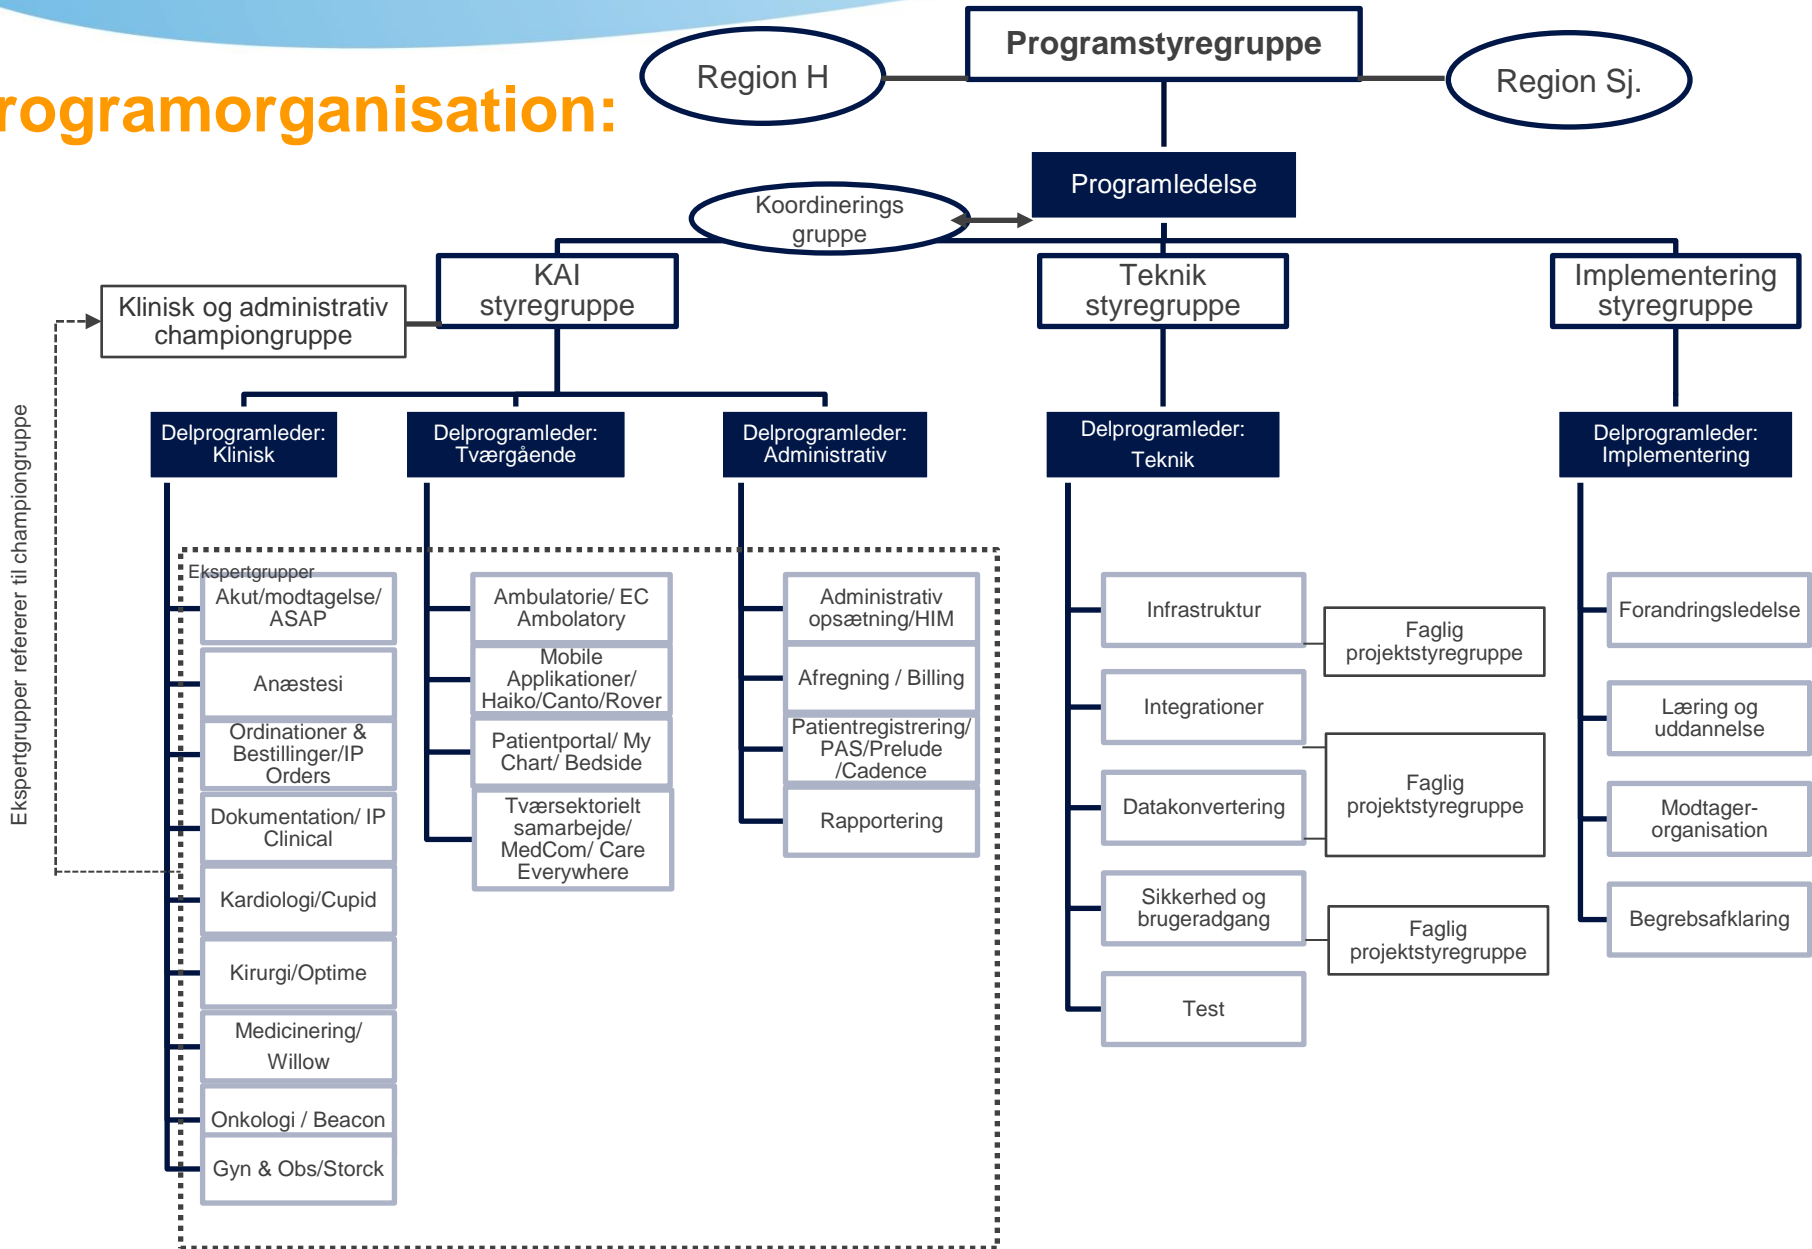 Programstyregruppe
Region H
Region Sj.
rogramorganisation:
Programledelse
Koordinerings
gruppe
KAI
styregruppe
Teknik
styregruppe
Implementering
styregruppe
Klinisk og administrativ
championgruppe
Ekspertgrupper refererer til championgruppe
Delprogramleder:
Klinisk
Delprogramleder:
Tværgående
Delprogramleder:
Administrativ
Delprogramleder:
Teknik
Delprogramleder:
Implementering
Ekspertgrupper
Akut/modtagelse/
ASAP
Anæstesi
Ordinationer &
Bestillinger/IP
Orders
Dokumentation/ IP
Clinical
Kardiologi/Cupid
Kirurgi/Optime
Medicinering/
Willow
Onkologi / Beacon
Gyn & Obs/Storck
Ambulatorie/ EC
Ambolatory
Mobile
Applikationer/
Haiko/Canto/Rover
Patientportal/ My
Chart/ Bedside
Tværsektorielt
samarbejde/
MedCom/ Care
Everywhere
Administrativ
opsætning/HIM
Afregning / Billing
Patientregistrering/
PAS/Prelude
/Cadence
Rapportering
Infrastruktur
Integrationer
Datakonvertering
Sikkerhed og
brugeradgang
Test
Faglig
projektstyregruppe
Faglig
projektstyregruppe
Faglig
projektstyregruppe
Forandringsledelse
Læring og
uddannelse
Modtager-
organisation
Begrebsafklaring